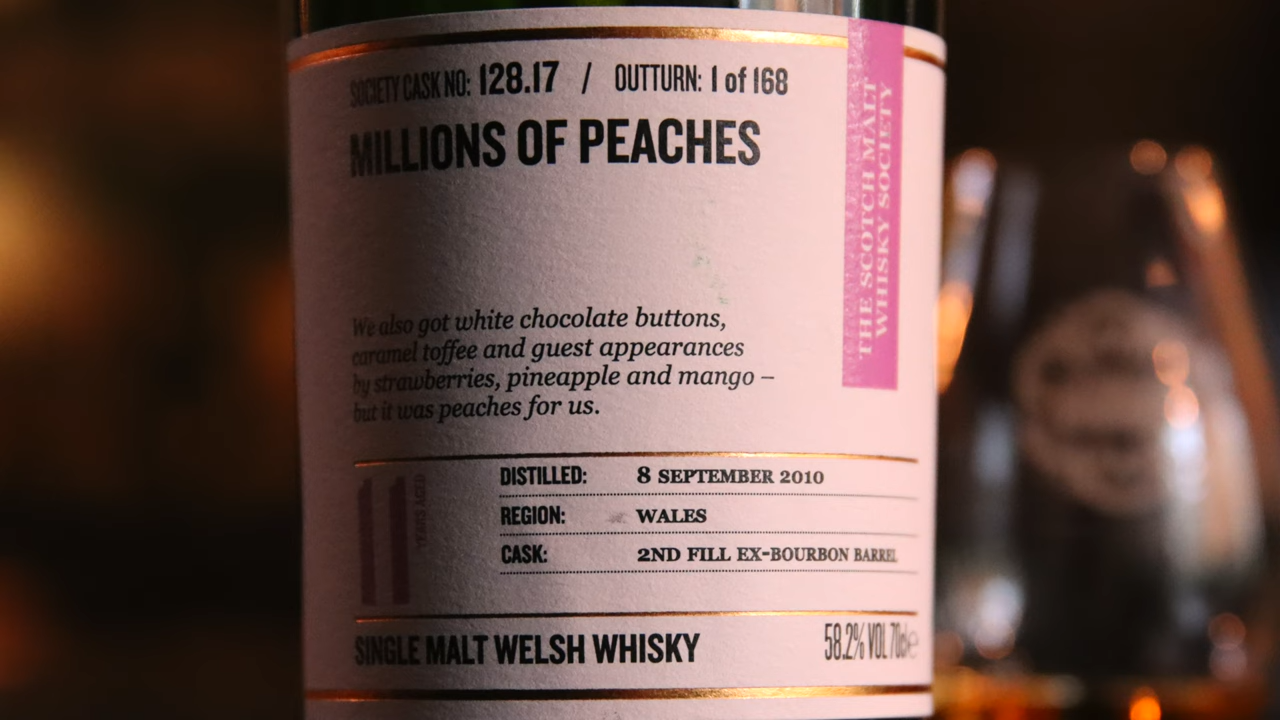 SOCIETY CASK NO: 128.17 / OUTTURN: 1 of 168
MILLIONS OF PEACHES
THE SCOTCH MALT
WHISKY SOCIETY
We also got white chocolate buttons,
caramel toffee and guest appearances
by strawberries, pineapple and mango –
but it was peaches for us.
11 YEARS AGED
DISTILLED: 8 SEPTEMBER 2010
REGION: WALES
CASK: 2ND FILL EX-BOURBON BARREL
SINGLE MALT WELSH WHISKY 58.2% VOL 70cl e